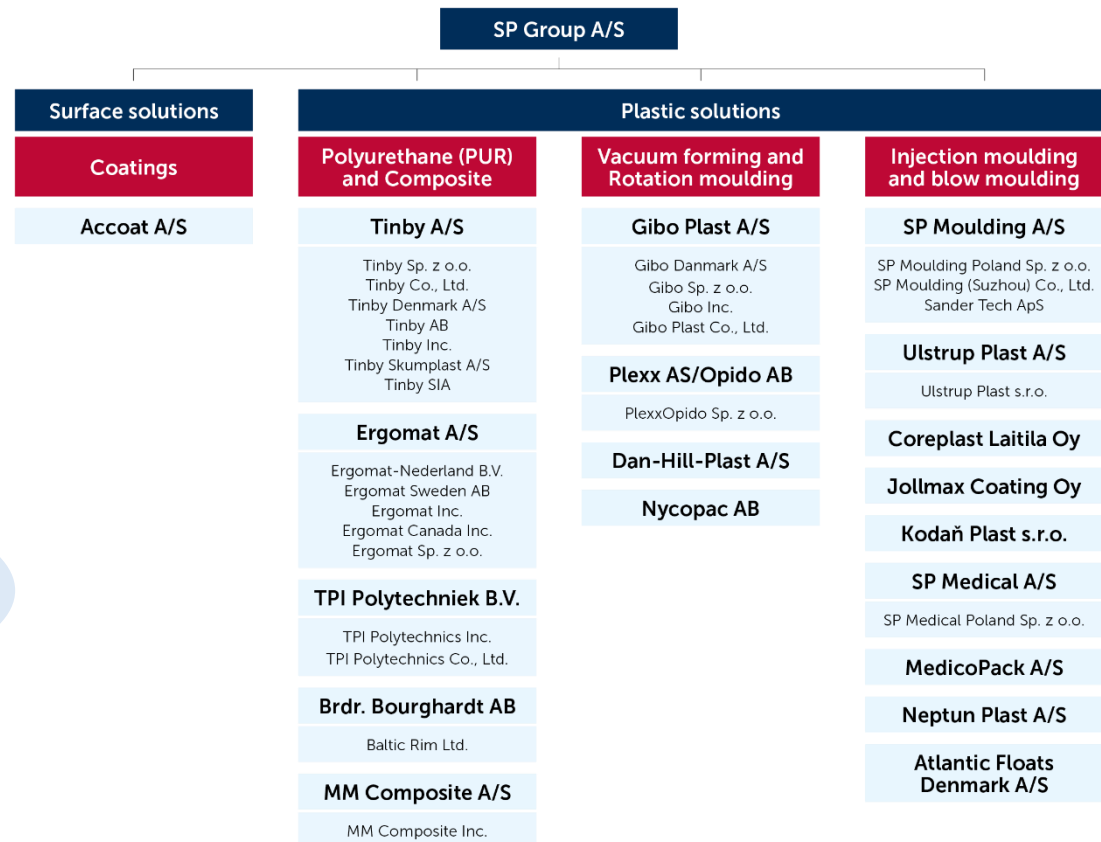 SP Group A/S
Surface solutions
Coatings
Accoat A/S
Plastic solutions
Polyurethane (PUR)
and Composite
Tinby A/S
Tinby Sp. z o.o.
Tinby Co., Ltd.
Tinby Denmark A/S
Tinby AB
Tinby Inc.
Tinby Skumplast A/S
Tinby SIA
Ergomat A/S
Ergomat-Nederland B.V.
Ergomat Sweden AB
Ergomat Inc.
Ergomat Canada Inc.
Ergomat Sp. z o.o.
TPI Polytechniek B.V.
TPI Polytechnics Inc.
TPI Polytechnics Co., Ltd.
Brdr. Bourghardt AB
Baltic Rim Ltd.
MM Composite A/S
MM Composite Inc.
Vacuum forming and
Rotation moulding
Gibo Plast A/S
Gibo Danmark A/S
Gibo Sp. z o.o.
Gibo Inc.
Gibo Plast Co., Ltd.
Plexx AS/Opido AB
PlexxOpido Sp. z o.o.
Dan-Hill-Plast A/S
Nycopac AB
Injection moulding
and blow moulding
SP Moulding A/S
SP Moulding Poland Sp. z o.o.
SP Moulding (Suzhou) Co., Ltd.
Sander Tech ApS
Ulstrup Plast A/S
Ulstrup Plast s.r.o.
Coreplast Laitila Oy
Jollmax Coating Oy
Kodaň Plast s.r.o.
SP Medical A/S
SP Medical Poland Sp. z o.o.
MedicoPack A/S
Neptun Plast A/S
Atlantic Floats
Denmark A/S